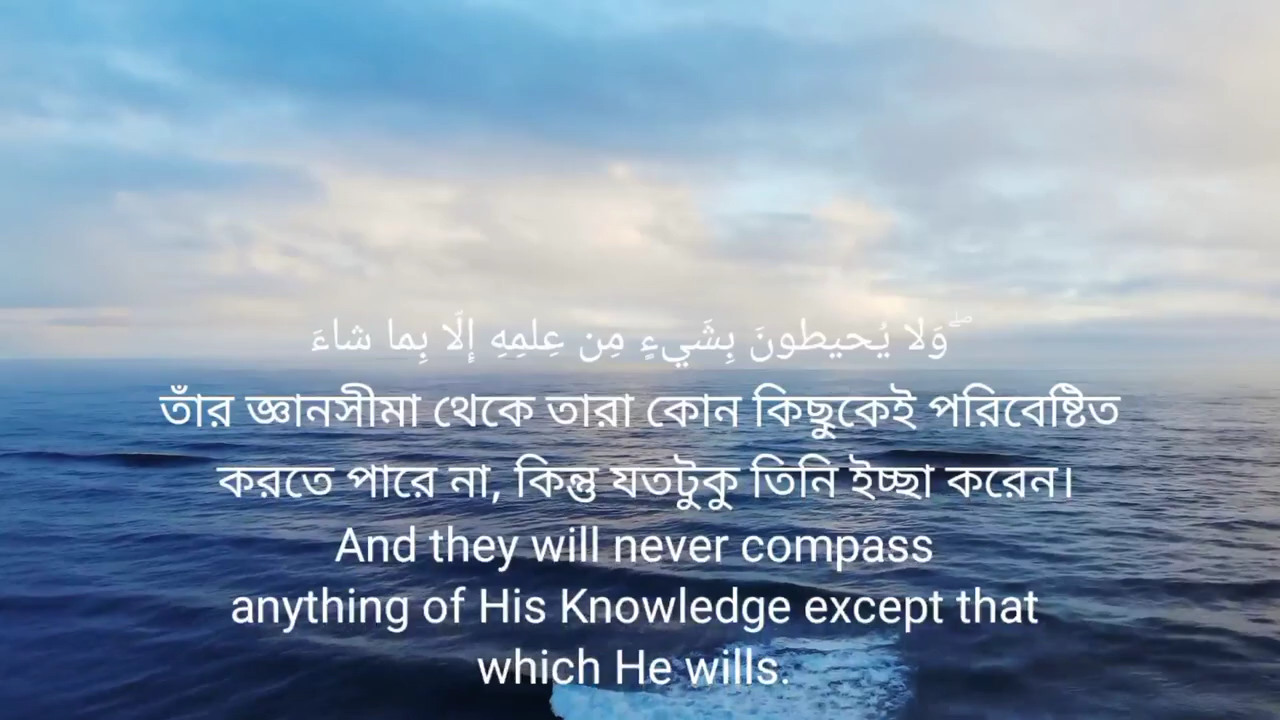 وَلا يُحيطونَ بِشَيءٍ مِن عِلمِهِ إِلّا بِما شاءَ ۖ
তাঁর জ্ঞানসীমা থেকে তারা কোন কিছুকেই পরিবেষ্টিত
করতে পারে না, কিন্তু যতটুকু তিনি ইচ্ছা করেন।
And they will never compass
anything of His Knowledge except that
which He wills.